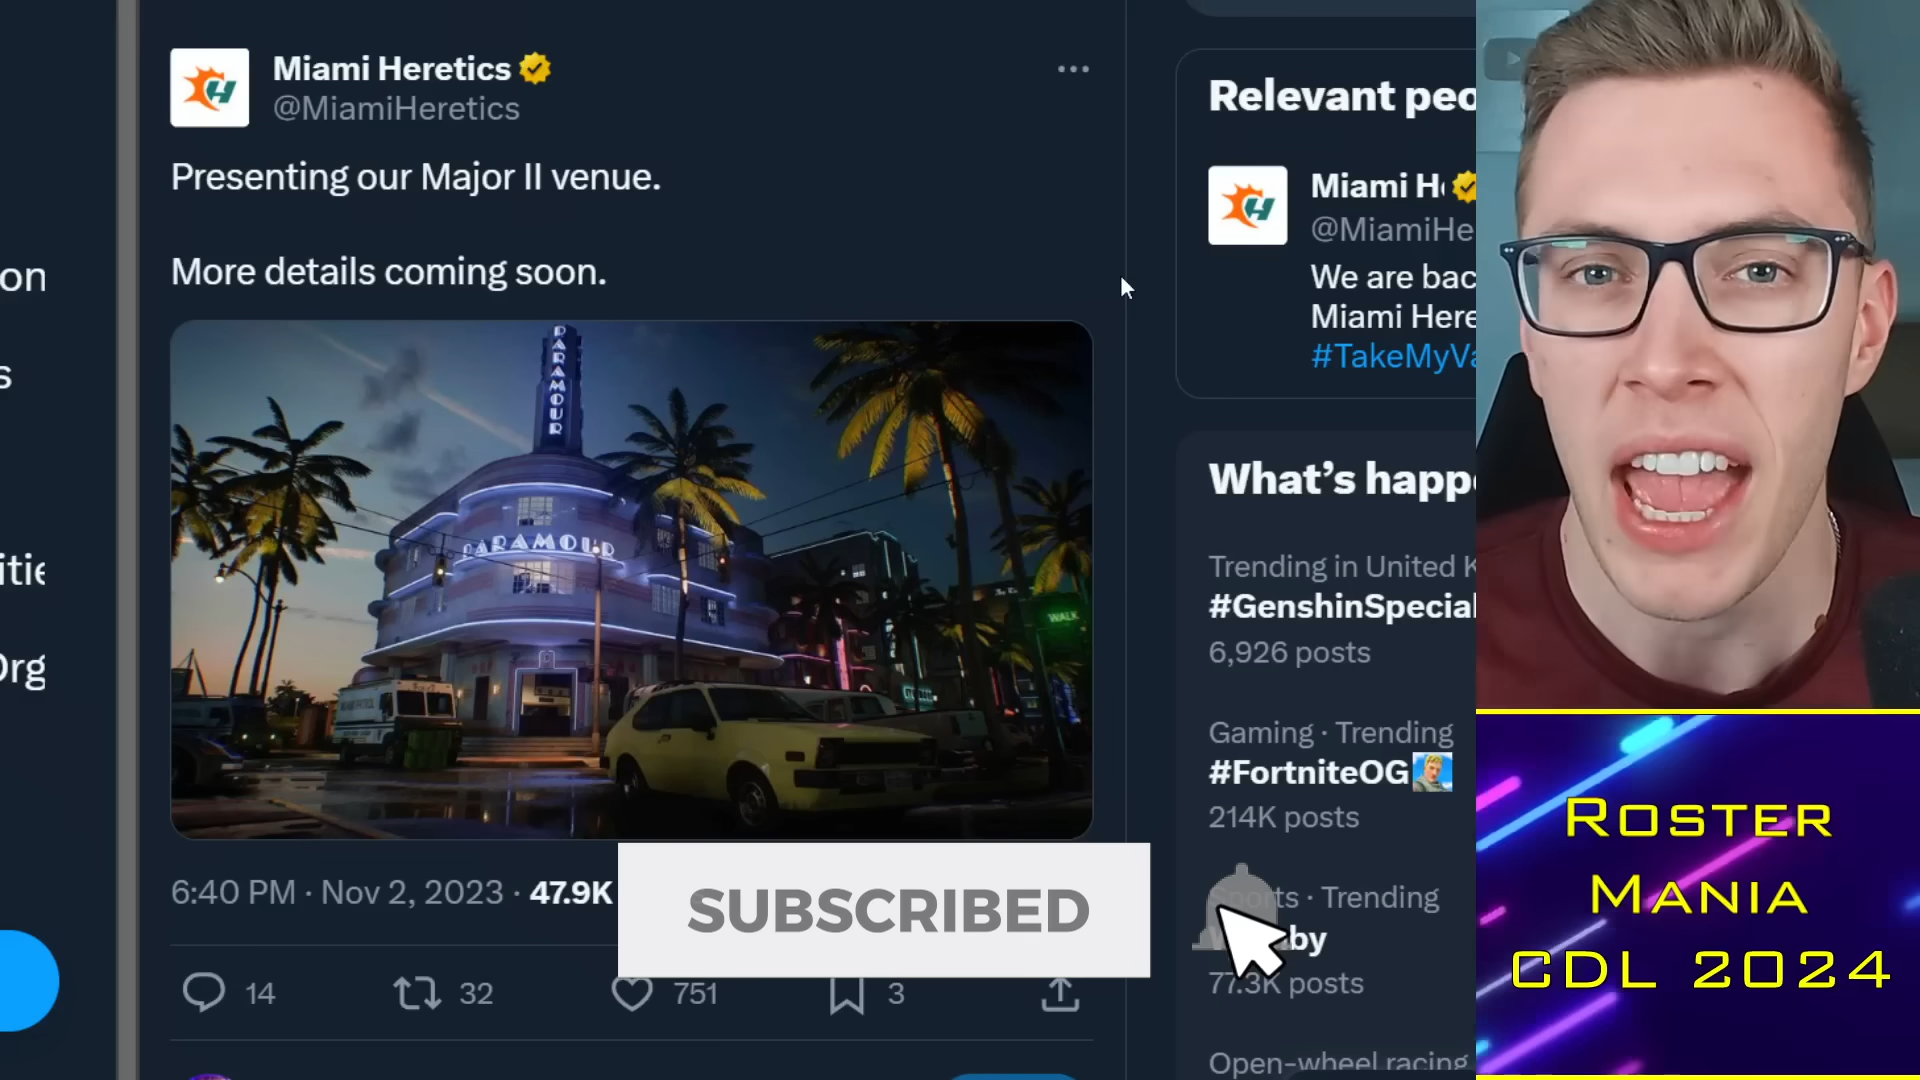 Miami Heretics
@MiamiHeretics
Presenting our Major II venue.
More details coming soon.
PARAMOUR
PARAMOUR
WALK
6:40 PM · Nov 2, 2023 · 47.9K
14
32
751
3
on
s
itie
Org
Relevant peo
Miami H
@MiamiHe
We are bac
Miami Here
#TakeMyVa
What's happ
Trending in United K
#GenshinSpecial
6,926 posts
Gaming · Trending
#FortniteOG
214K posts
Sports · Trending
by
77.3K posts
Open-wheel racing
SUBSCRIBED
ROSTER
MANIA
CDL 2024